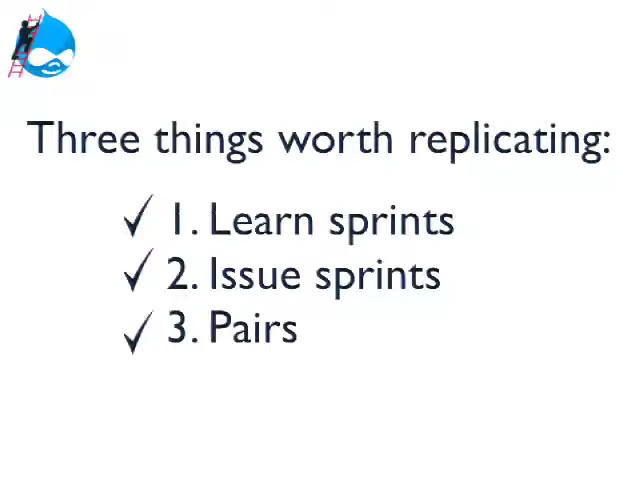 Three things worth replicating:
✓ 1. Learn sprints
✓ 2. Issue sprints
✓ 3. Pairs